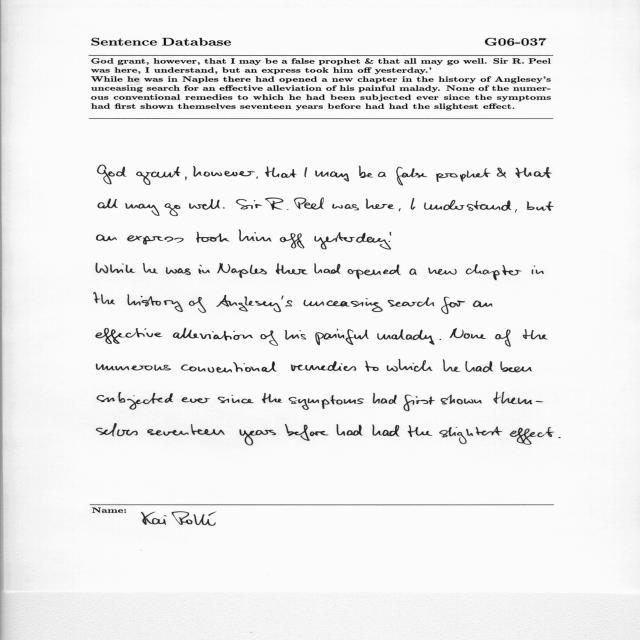 Sentence Database G06-037
God grant, however, that I may be a false prophet & that all may go well. Sir R. Peel
was here, I understand, but an express took him off yesterday.'
While he was in Naples there had opened a new chapter in the history of Anglesey's
unceasing search for an effective alleviation of his painful malady. None of the numer-
ous conventional remedies to which he had been subjected ever since the symptoms
had first shown themselves seventeen years before had had the slightest effect.
God grant, however, that I may be a false prophet & that
all may go well. Sir R. Peel was here, I understand, but
an express took him off yesterday.'
While he was in Naples there had opened a new chapter in
the history of Anglesey's unceasing search for an
effective alleviation of his painful malady. None of the
numerous conventional remedies to which he had been
subjected ever since the symptoms had first shown them-
selves seventeen years before had had the slightest effect.
Name: Kai